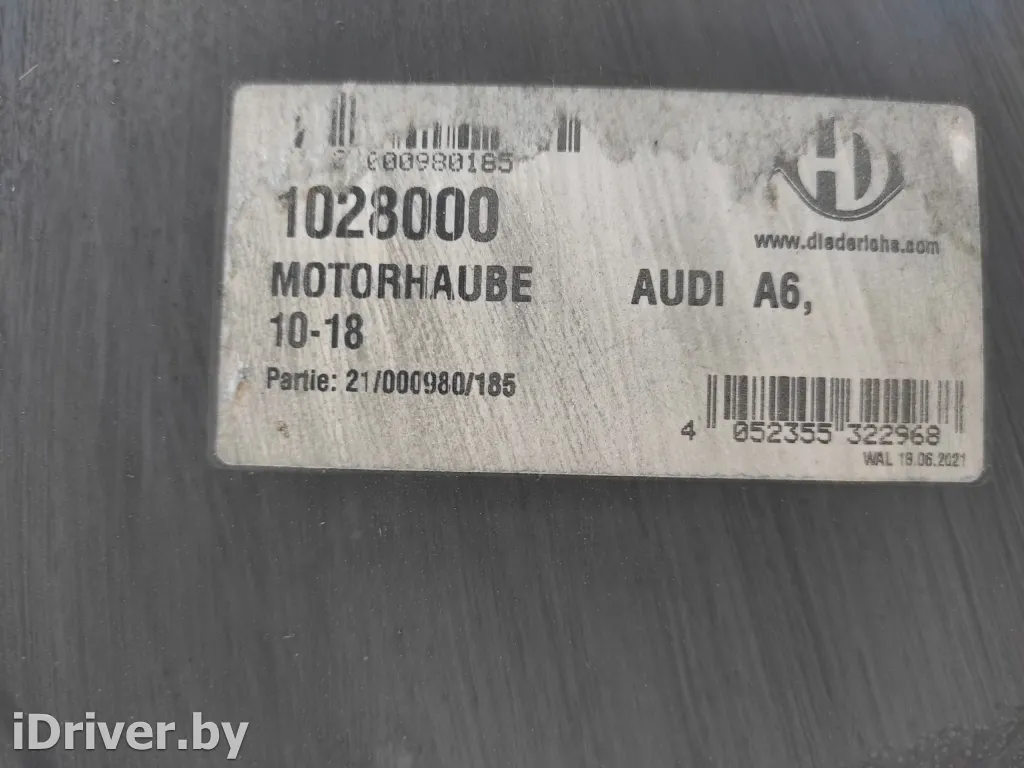 000980185
1028000
HD
www.diederichs.com
MOTORHAUBE AUDI A6,
10-18
Partie: 21/000980/185
4 052355 322968
WAL 18.06.2021
iDriver.by